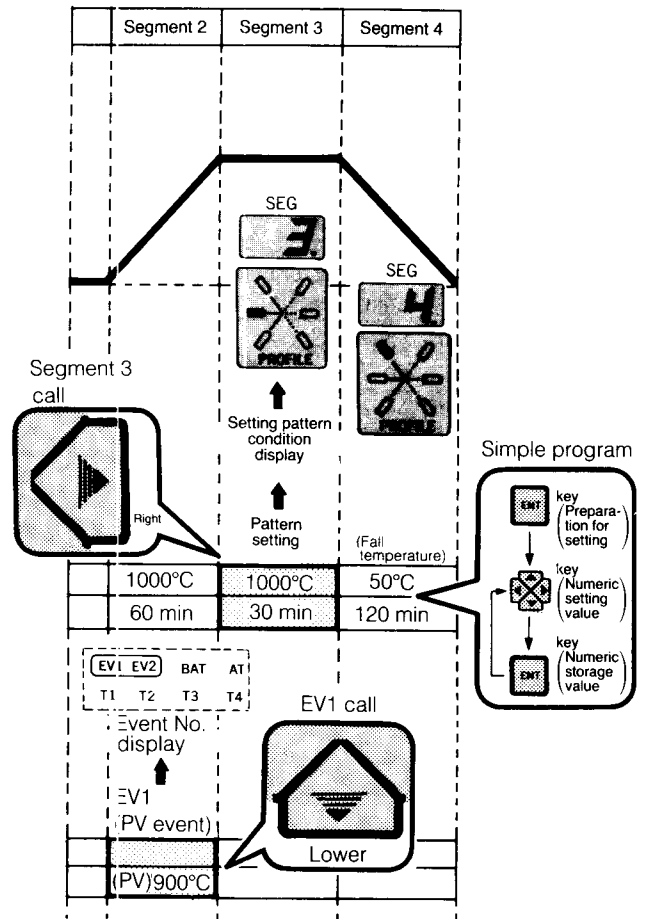 Segment 2 Segment 3 Segment 4
SEG
3.
PROFILE
SEG
4.
PROFILE
Segment 3
call
Right
Setting pattern
condition
display
Pattern
setting
(Fall
temperature)
1000°C 1000°C 50°C
60 min 30 min 120 min
Simple program
ENT
key
(Prepara-
tion for
setting)
key
(Numeric
setting
value)
ENT
key
(Numeric
storage
value)
EV1 EV2 BAT AT
T1 T2 T3 T4
Event No.
display
EV1
(PV event)
EV1 call
Lower
(PV)900°C